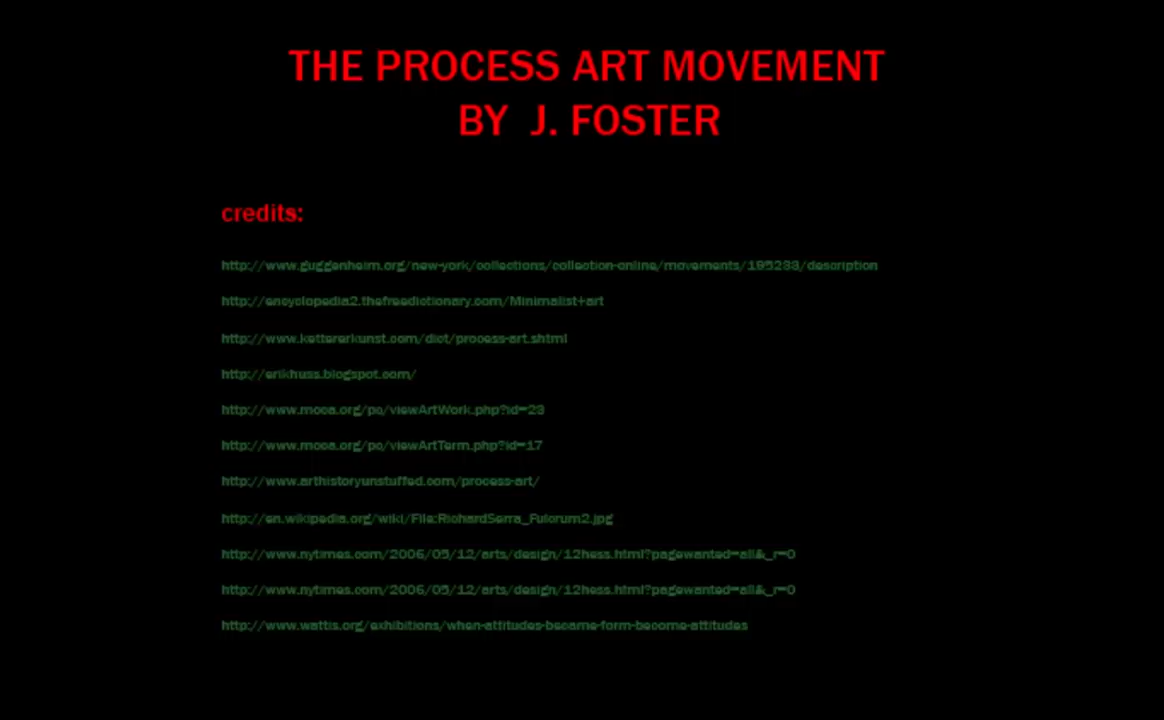 THE PROCESS ART MOVEMENT
BY J. FOSTER
credits:
http://www.guggenheim.org/new-york/collections/collection-online/movements/195233/description
http://encyclopedia2.thefreedictionary.com/Minimalist+art
http://www.kettererkunst.com/dict/process-art.shtml
http://erikhuss.blogspot.com/
http://www.moca.org/pc/viewArtWork.php?id=23
http://www.moca.org/pc/viewArtTerm.php?id=17
http://www.arthistoryunstuffed.com/process-art/
http://en.wikipedia.org/wiki/File:RichardSerra_Fulcrum2.jpg
http://www.nytimes.com/2006/05/12/arts/design/12hess.html?pagewanted=all&_r=0
http://www.nytimes.com/2006/05/12/arts/design/12hess.html?pagewanted=all&_r=0
http://www.wattis.org/exhibitions/when-attitudes-became-form-become-attitudes